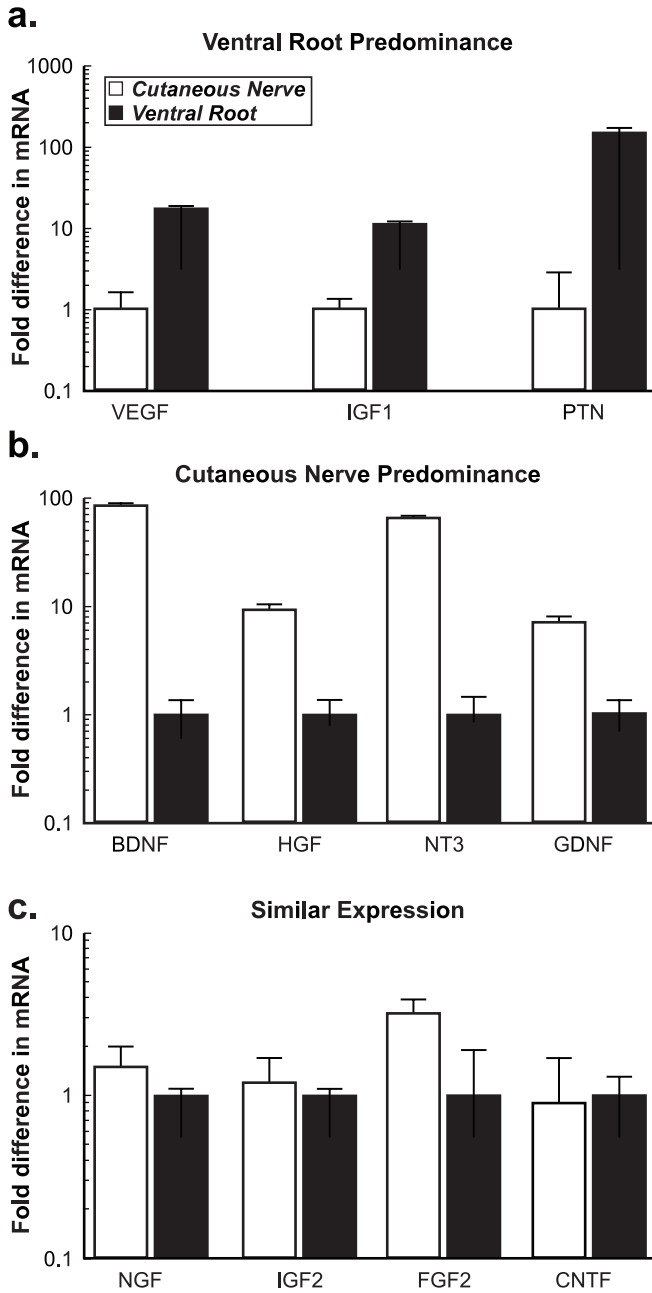 a.
Ventral Root Predominance
Fold difference in mRNA
1000
100
10
1
0.1
Cutaneous Nerve
Ventral Root
VEGF IGF1 PTN
b.
Cutaneous Nerve Predominance
Fold difference in mRNA
100
10
1
0.1
BDNF HGF NT3 GDNF
c.
Similar Expression
Fold difference in mRNA
10
1
0.1
NGF IGF2 FGF2 CNTF